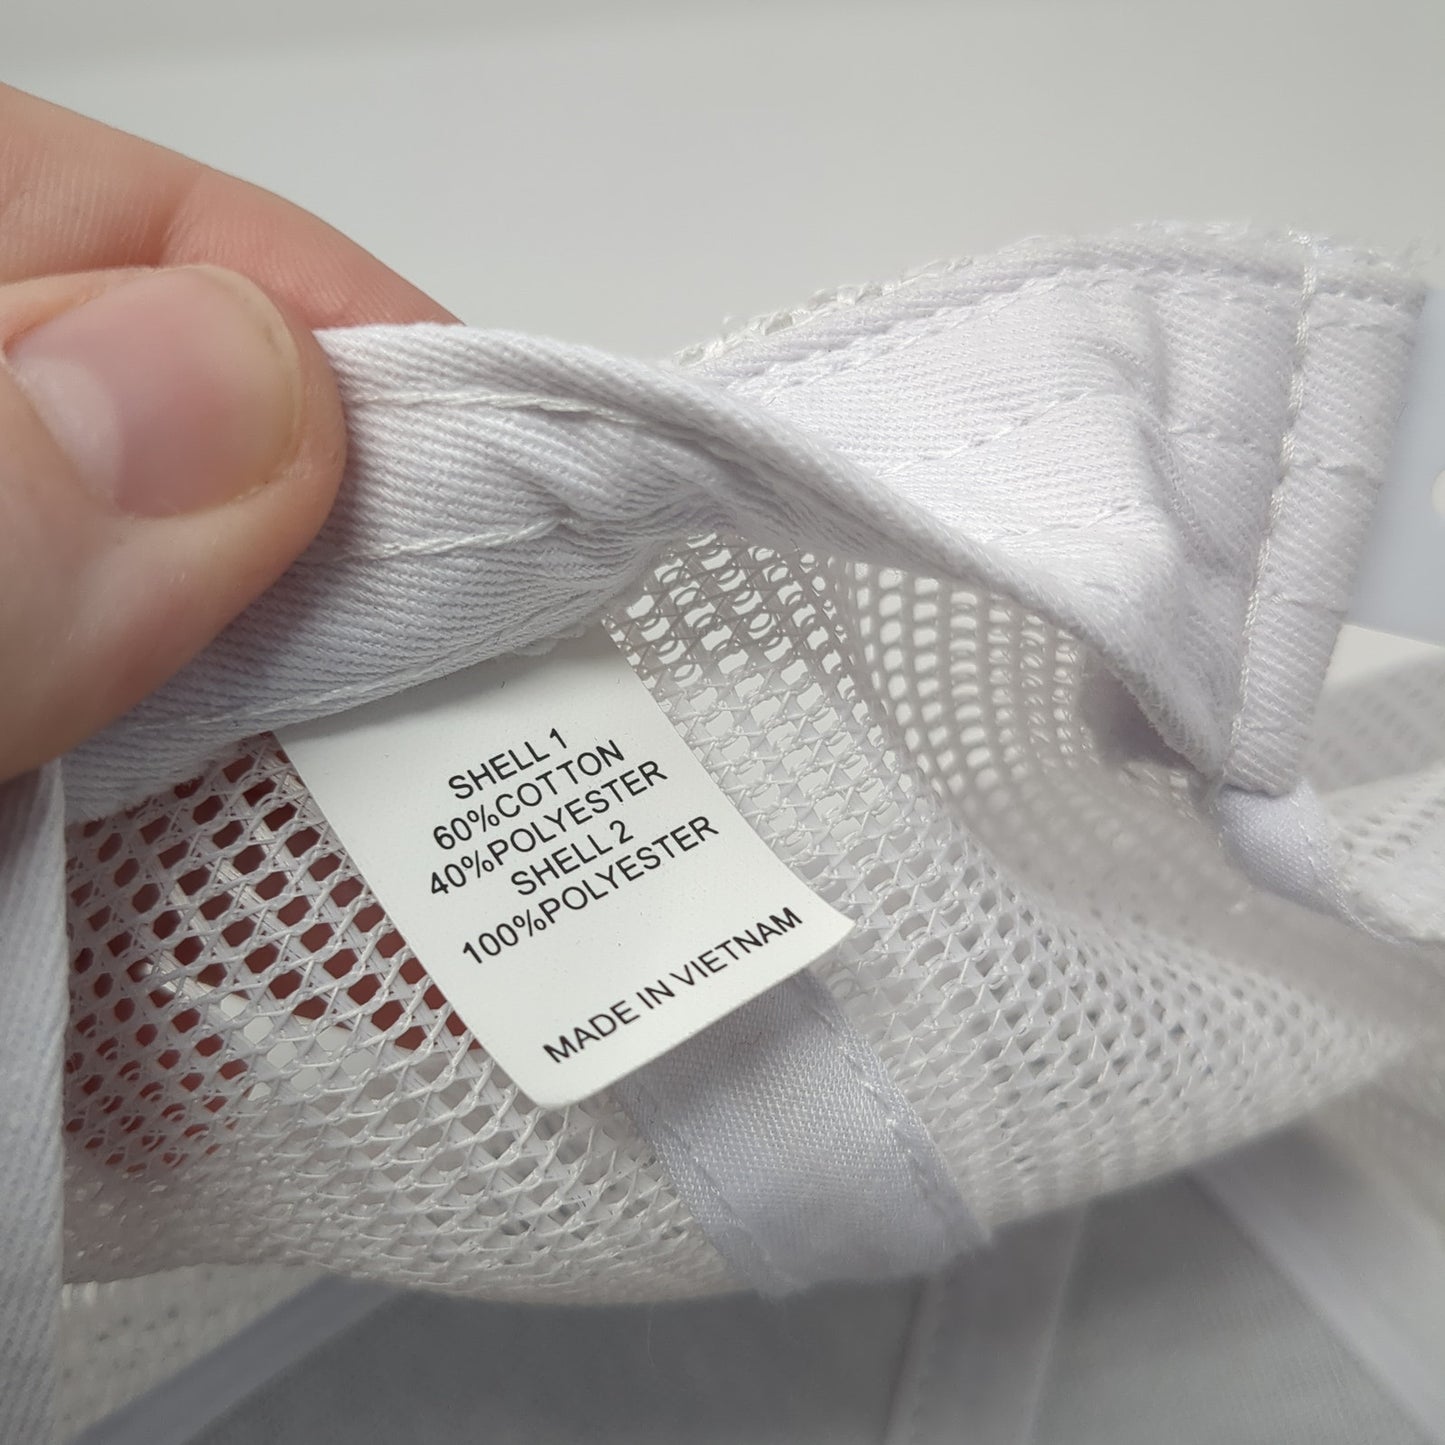 SHELL 1
60%COTTON
40%POLYESTER
SHELL 2
100%POLYESTER
MADE IN VIETNAM